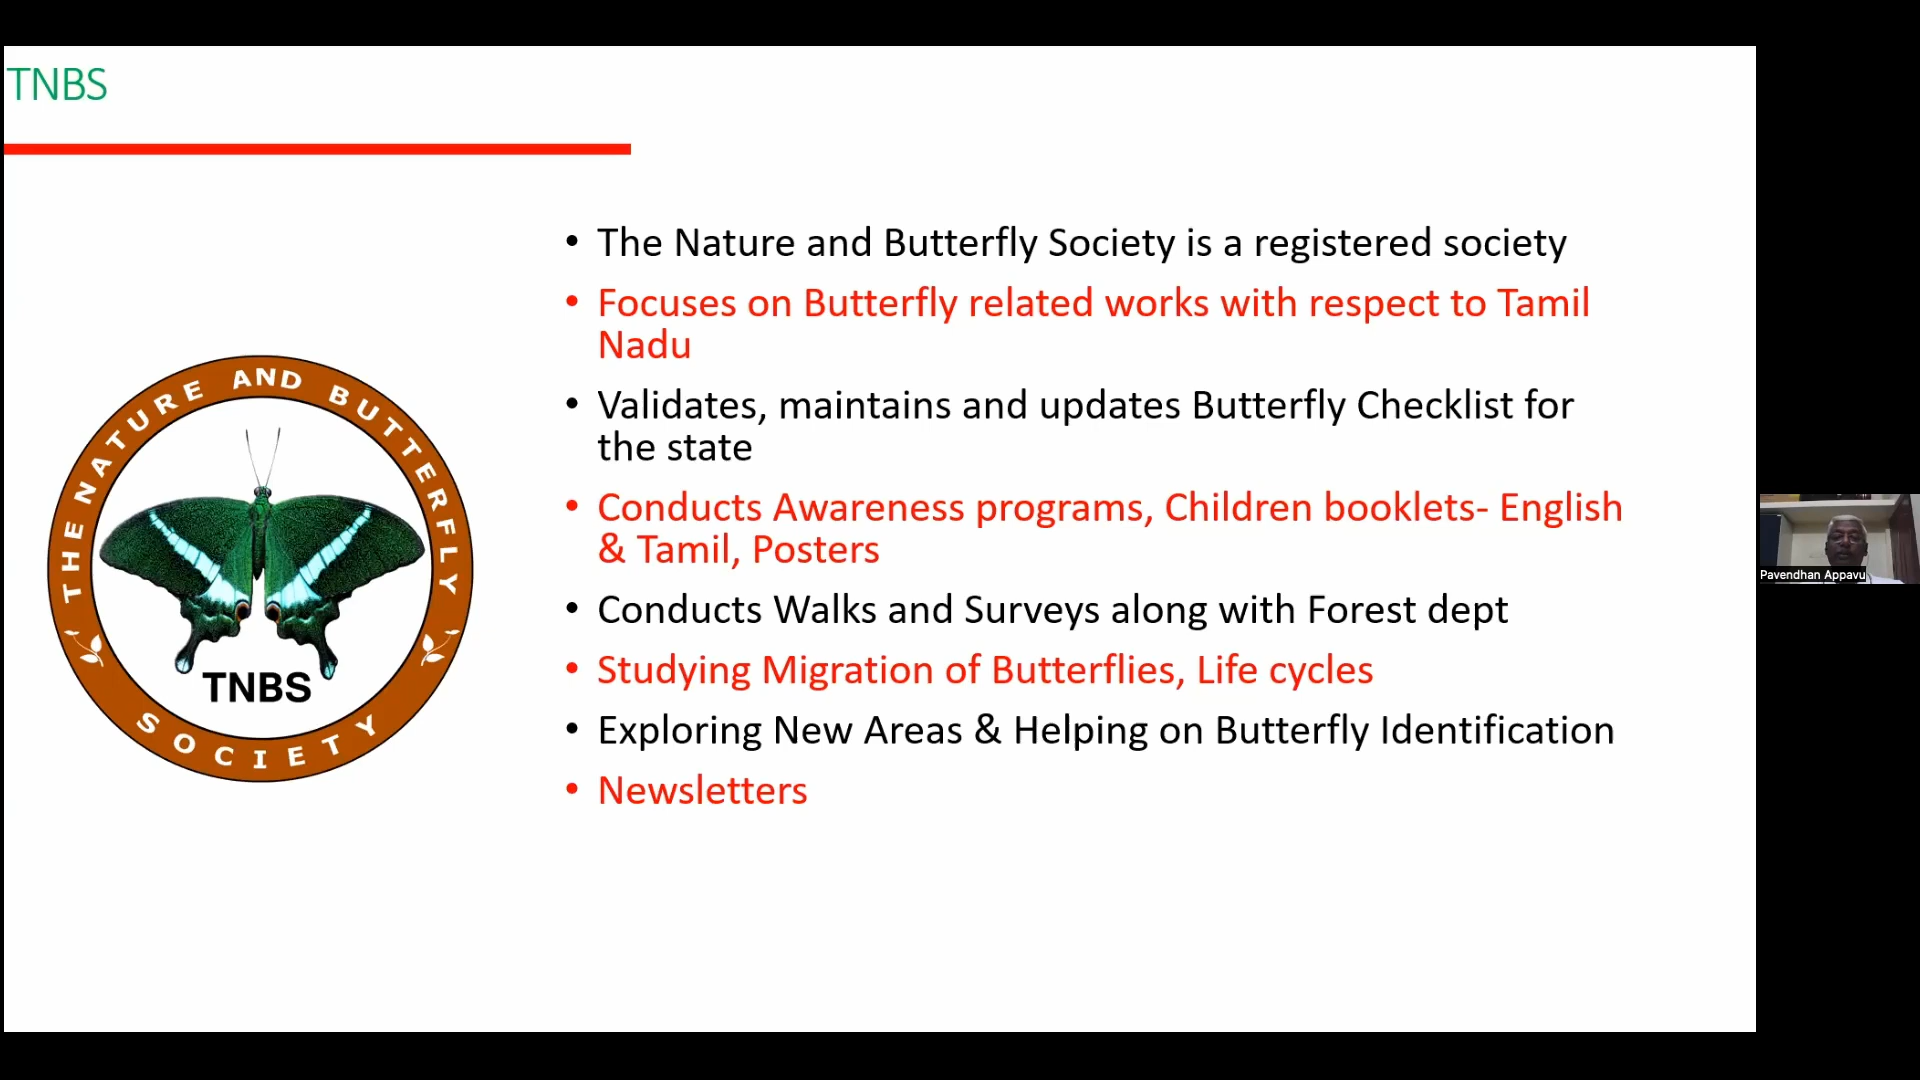 TNBS
• The Nature and Butterfly Society is a registered society
• Focuses on Butterfly related works with respect to Tamil
Nadu
• Validates, maintains and updates Butterfly Checklist for
the state
• Conducts Awareness programs, Children booklets- English
& Tamil, Posters
• Conducts Walks and Surveys along with Forest dept
• Studying Migration of Butterflies, Life cycles
• Exploring New Areas & Helping on Butterfly Identification
• Newsletters
THE NATURE AND BUTTERFLY
TNBS
SOCIETY
Pavendhan Appavu